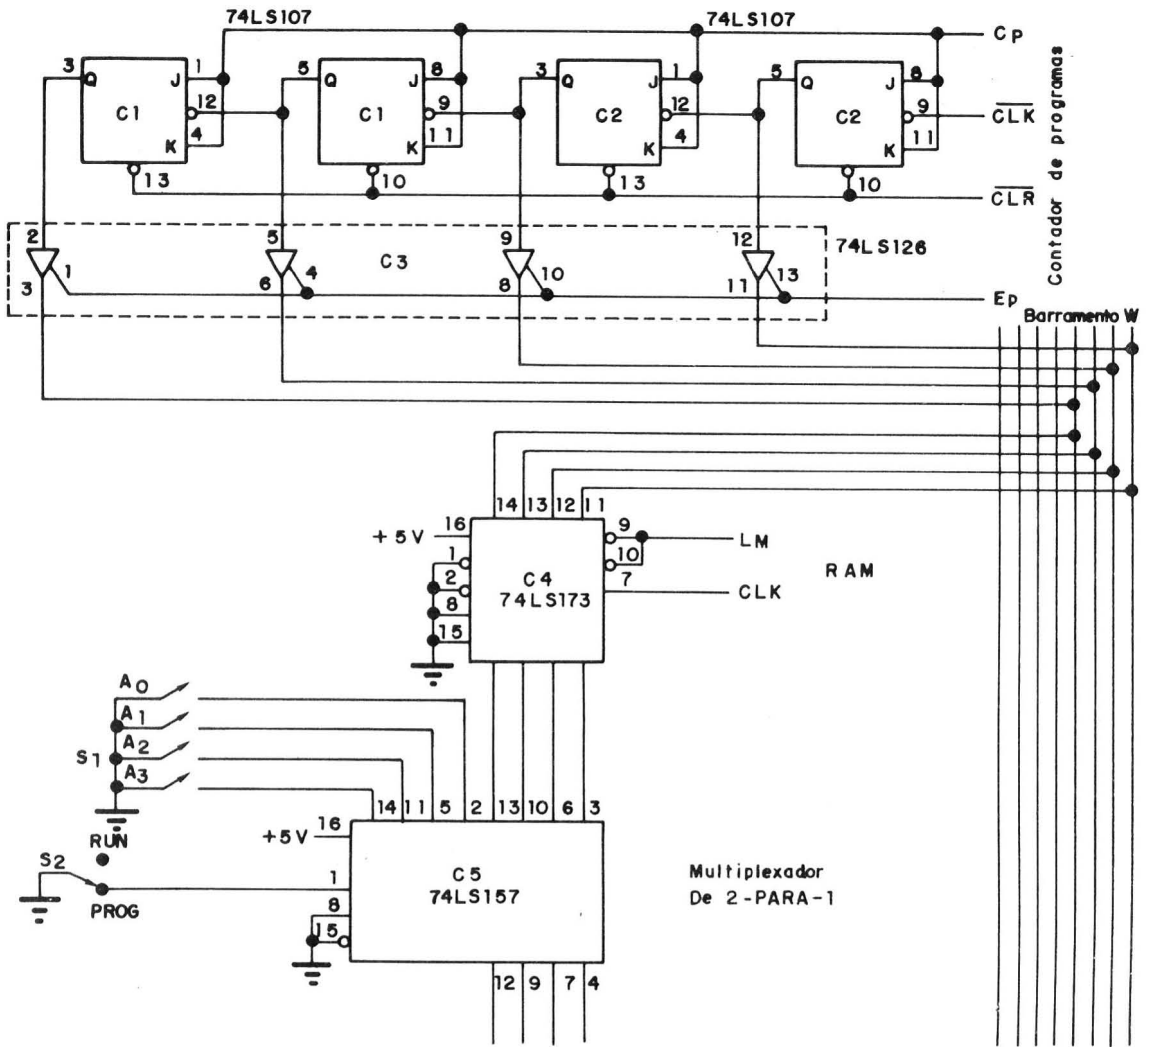 74LS107 74LS107
Cp
3 Q J 1 5 Q J 8 3 Q J 1 5 Q J 8
C1 12 C1 9 C2 12 C2 9 CLK
K 4 K 11 K 4 K 11
13 10 13 10 CLR
Contador de programas
2 5 9 12 74LS126
1 C3 4 10 13
3 6 8 11 Ep
Barramento W
14 13 12 11
+5V 16 9 LM
1 10 RAM
2 C4 7 CLK
8 74LS173
15
A0
A1
S1 A2
A3
14 11 5 2 13 10 6 3
RUN +5V 16
S2 C5 Multiplexador
1 74LS157 De 2-PARA-1
PROG 8
15
12 9 7 4